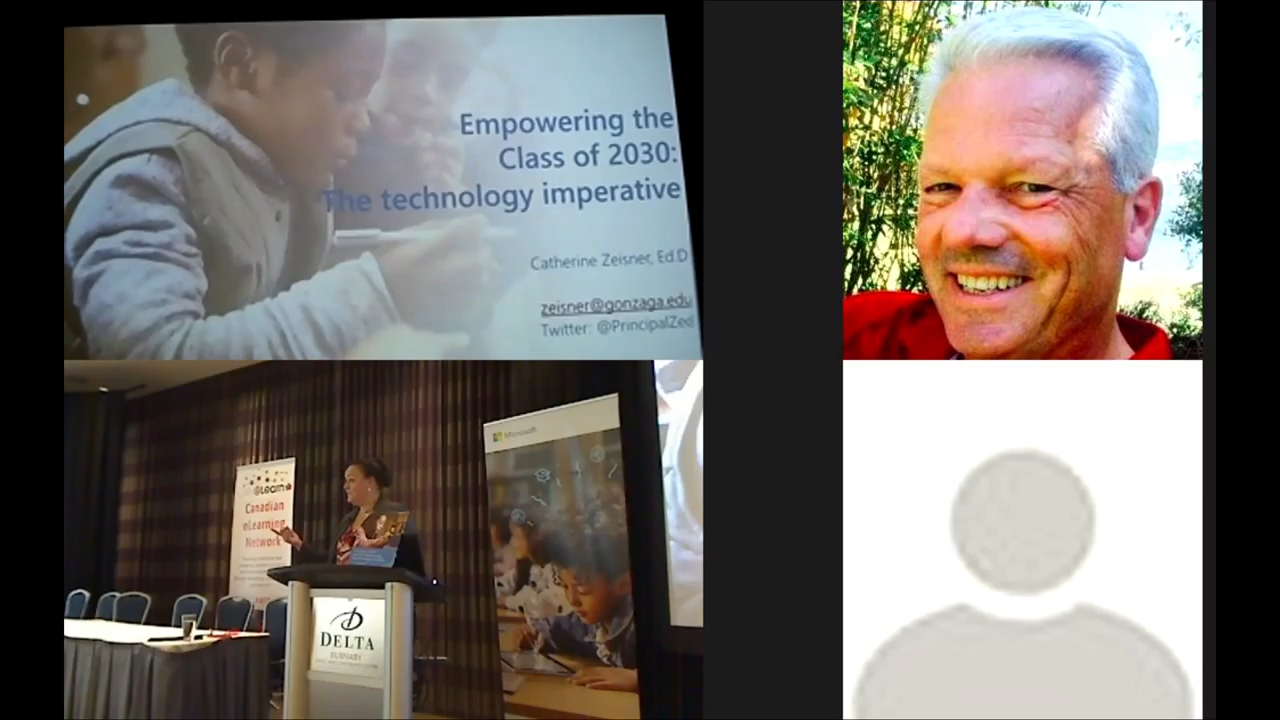 Empowering the
Class of 2030:
The technology imperative
Catherine Zeisner, Ed.D
zeisner@gonzaga.edu
Twitter: @PrincipalZed
Microsoft
@Learn
Canadian
eLearning
Network
DELTA
BURNABY